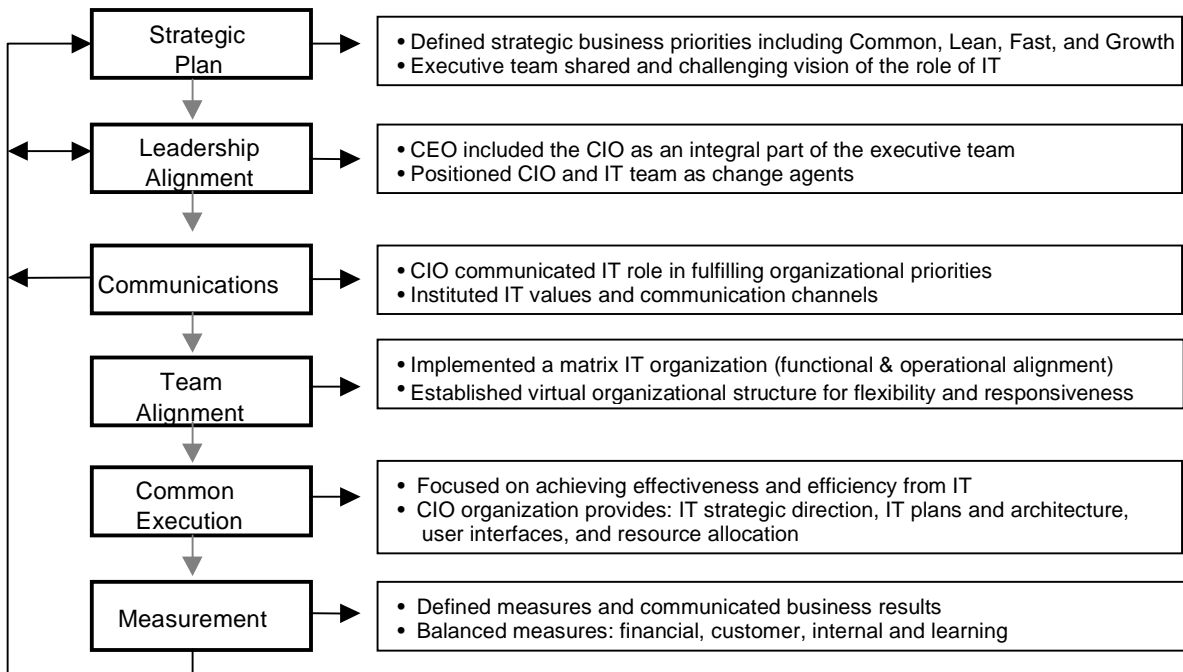 Strategic
Plan
• Defined strategic business priorities including Common, Lean, Fast, and Growth
• Executive team shared and challenging vision of the role of IT
Leadership
Alignment
• CEO included the CIO as an integral part of the executive team
• Positioned CIO and IT team as change agents
Communications
• CIO communicated IT role in fulfilling organizational priorities
• Instituted IT values and communication channels
Team
Alignment
• Implemented a matrix IT organization (functional & operational alignment)
• Established virtual organizational structure for flexibility and responsiveness
Common
Execution
• Focused on achieving effectiveness and efficiency from IT
• CIO organization provides: IT strategic direction, IT plans and architecture,
user interfaces, and resource allocation
Measurement
• Defined measures and communicated business results
• Balanced measures: financial, customer, internal and learning